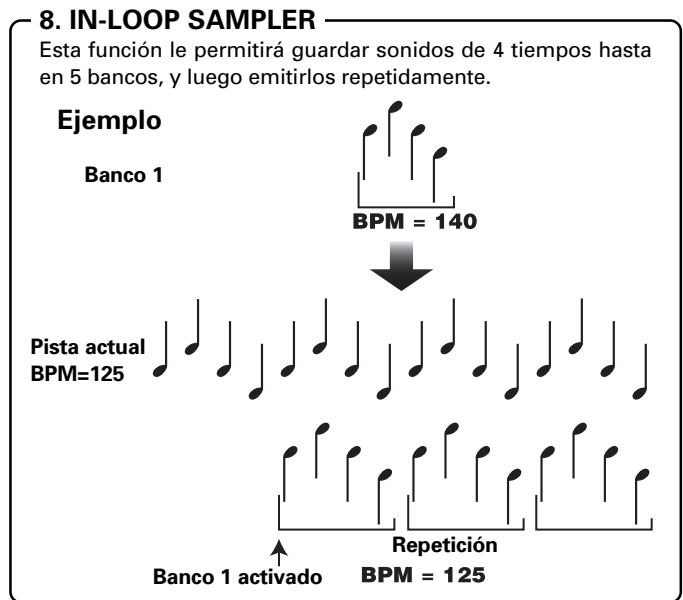 8. IN-LOOP SAMPLER
Esta función le permitirá guardar sonidos de 4 tiempos hasta
en 5 bancos, y luego emitirlos repetidamente.
Ejemplo
Banco 1
BPM = 140
Pista actual
BPM=125
Repetición
Banco 1 activado
BPM = 125